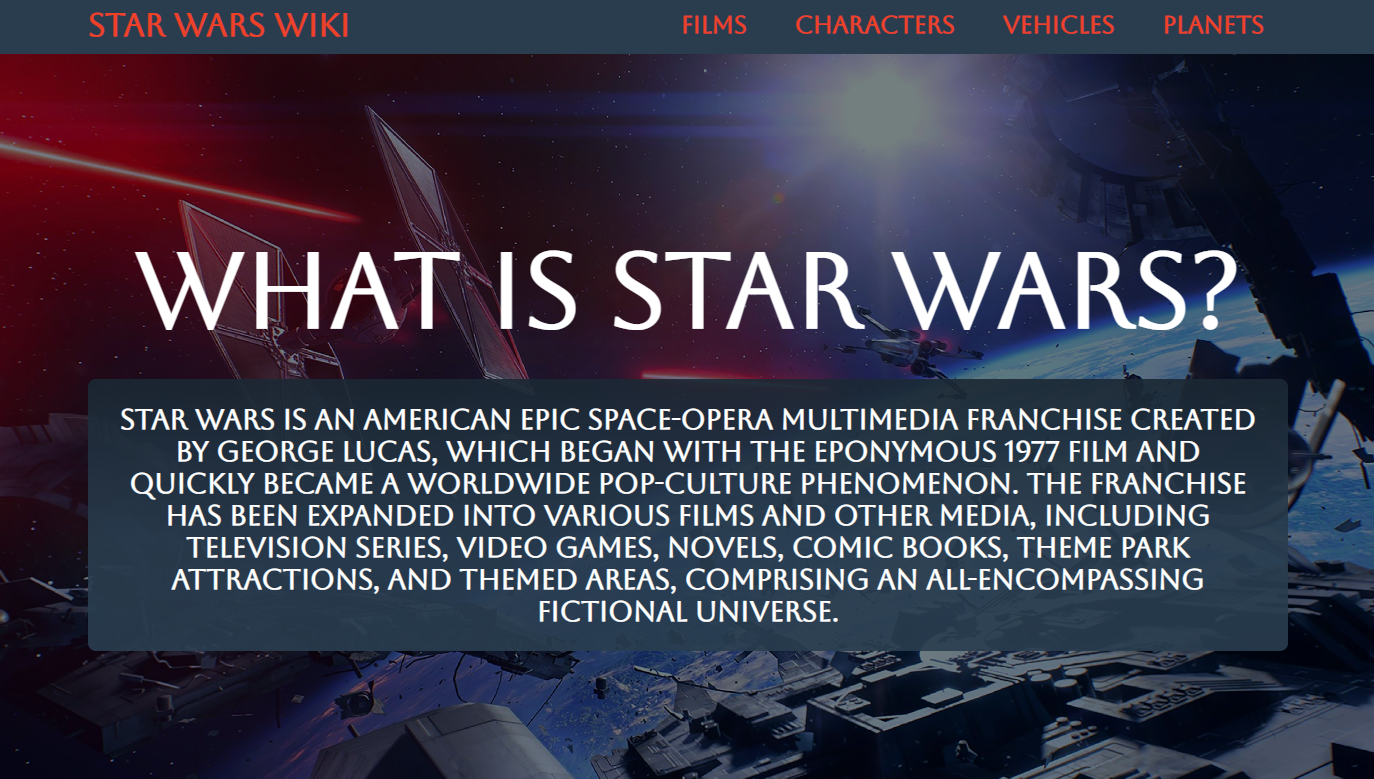 STAR WARS WIKI
FILMS CHARACTERS VEHICLES PLANETS
WHAT IS STAR WARS?
STAR WARS IS AN AMERICAN EPIC SPACE-OPERA MULTIMEDIA FRANCHISE CREATED
BY GEORGE LUCAS, WHICH BEGAN WITH THE EPONYMOUS 1977 FILM AND
QUICKLY BECAME A WORLDWIDE POP-CULTURE PHENOMENON. THE FRANCHISE
HAS BEEN EXPANDED INTO VARIOUS FILMS AND OTHER MEDIA, INCLUDING
TELEVISION SERIES, VIDEO GAMES, NOVELS, COMIC BOOKS, THEME PARK
ATTRACTIONS, AND THEMED AREAS, COMPRISING AN ALL-ENCOMPASSING
FICTIONAL UNIVERSE.